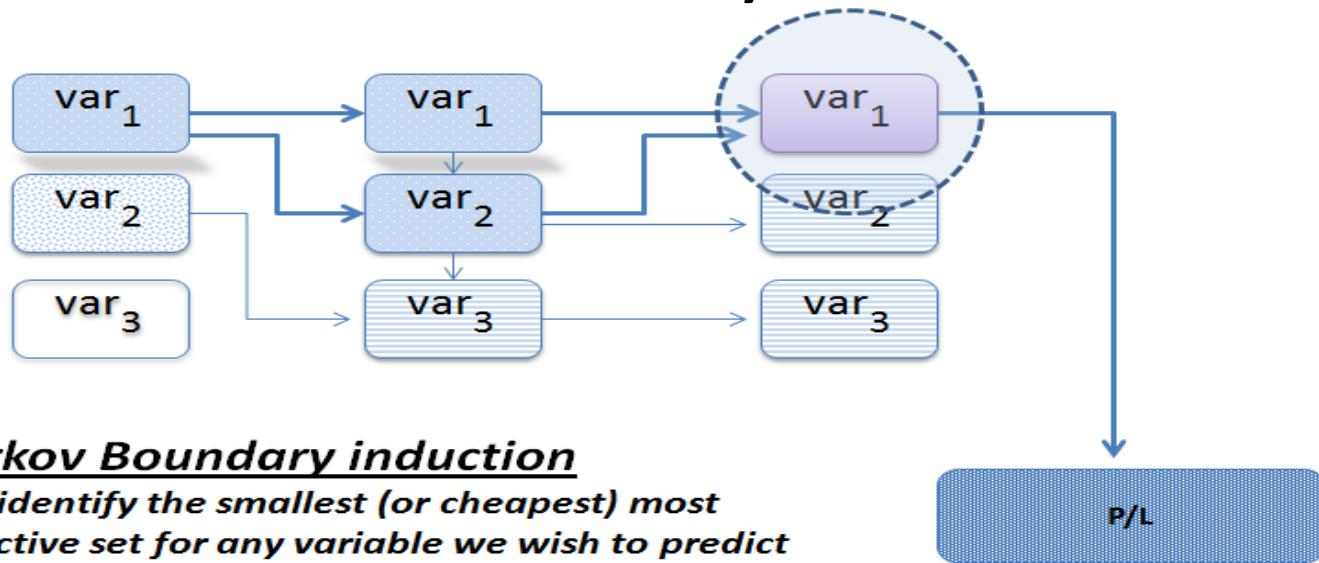 var1 var1 var1
var2 var2 var2
var3 var3 var3
rkov Boundary induction
identify the smallest (or cheapest) most
ctive set for any variable we wish to predict
P/L